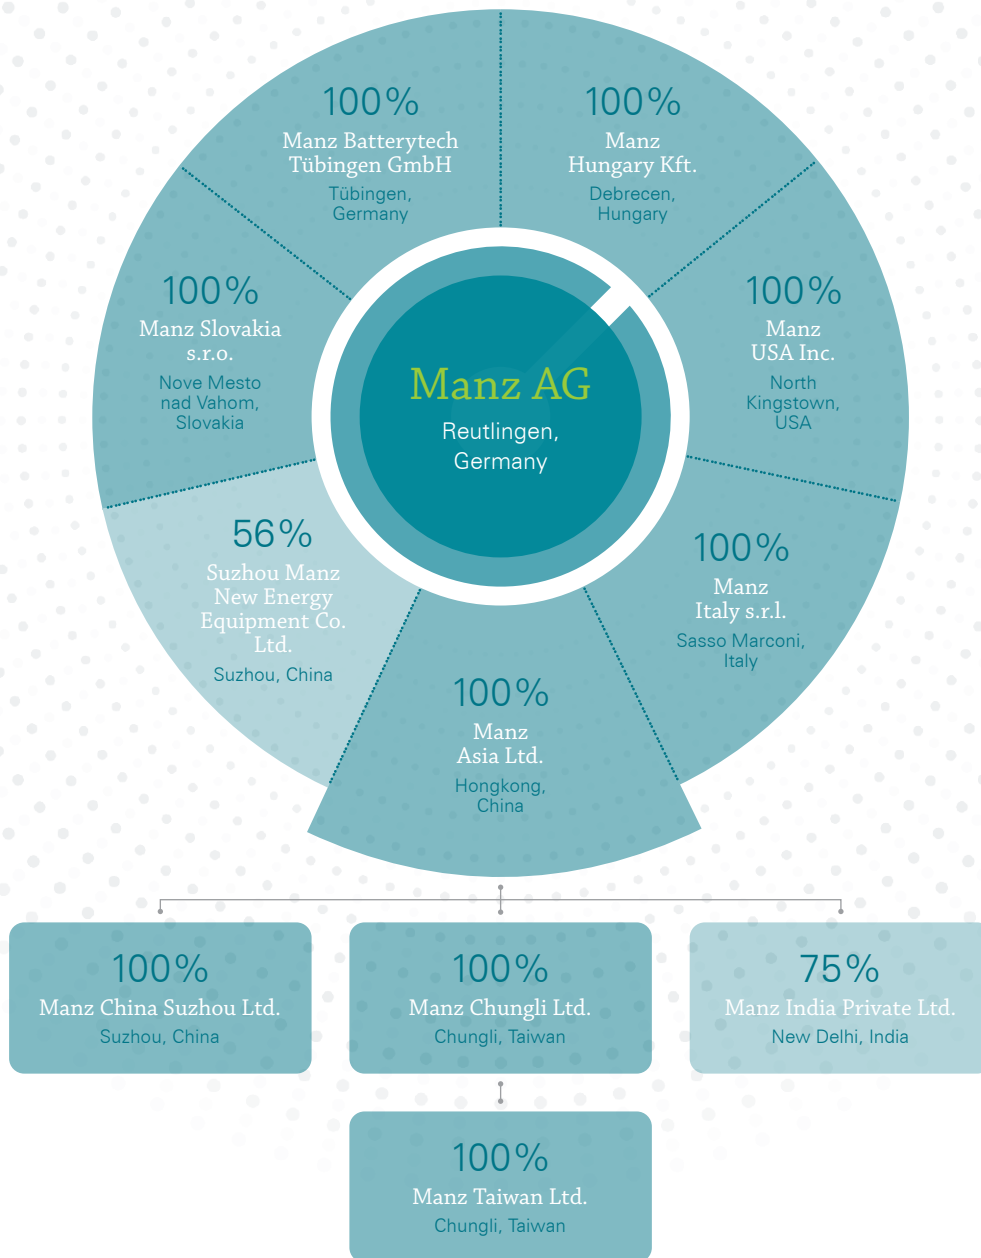 100%
Manz Batterytech
Tübingen GmbH
Tübingen,
Germany
100%
Manz
Hungary Kft.
Debrecen,
Hungary
100%
Manz Slovakia
s.r.o.
Nove Mesto
nad Vahom,
Slovakia
100%
Manz
USA Inc.
North
Kingstown,
USA
Manz AG
Reutlingen,
Germany
56%
Suzhou Manz
New Energy
Equipment Co.
Ltd.
Suzhou, China
100%
Manz
Italy s.r.l.
Sasso Marconi,
Italy
100%
Manz
Asia Ltd.
Hongkong,
China
100%
Manz China Suzhou Ltd.
Suzhou, China
100%
Manz Chungli Ltd.
Chungli, Taiwan
75%
Manz India Private Ltd.
New Delhi, India
100%
Manz Taiwan Ltd.
Chungli, Taiwan